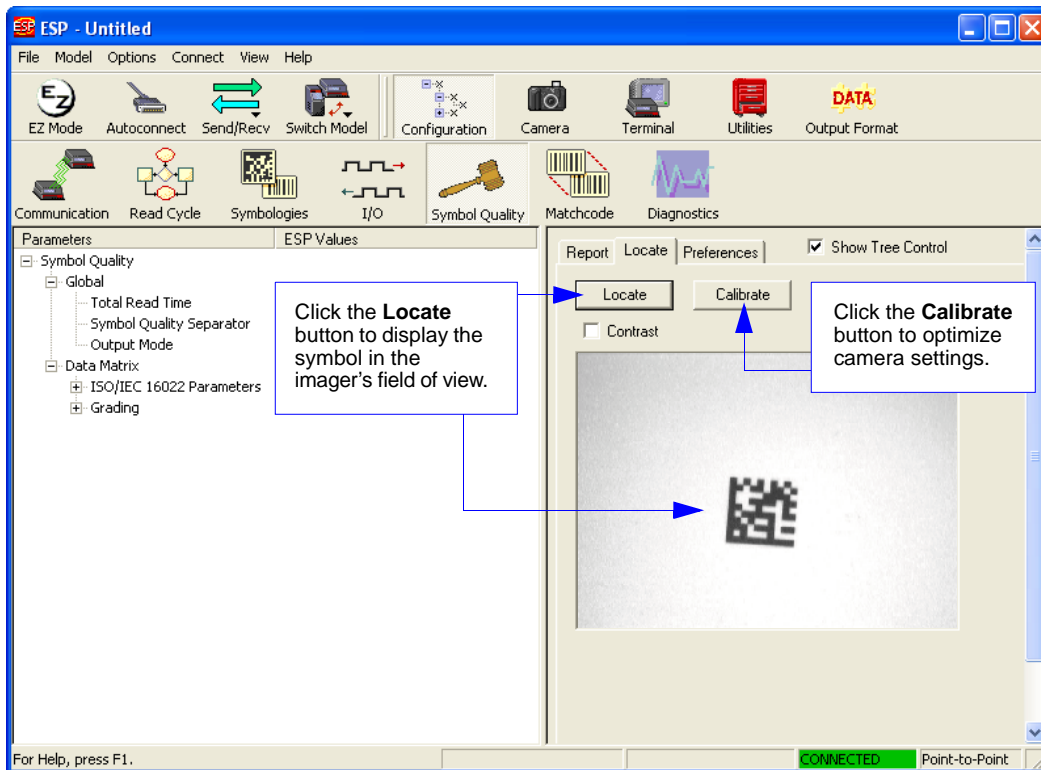 ESP - Untitled
File Model Options Connect View Help
EZ
EZ Mode Autoconnect Send/Recv Switch Model Configuration Camera Terminal Utilities Output Format
DATA
Communication Read Cycle Symbologies I/O Symbol Quality Matchcode Diagnostics
Parameters ESP Values
Symbol Quality
Global
Total Read Time
Symbol Quality Separator
Output Mode
Data Matrix
ISO/IEC 16022 Parameters
Grading
Click the Locate
button to display the
symbol in the
imager's field of view.
Report Locate Preferences Show Tree Control
Locate Calibrate
Contrast
Click the Calibrate
button to optimize
camera settings.
For Help, press F1. CONNECTED Point-to-Point